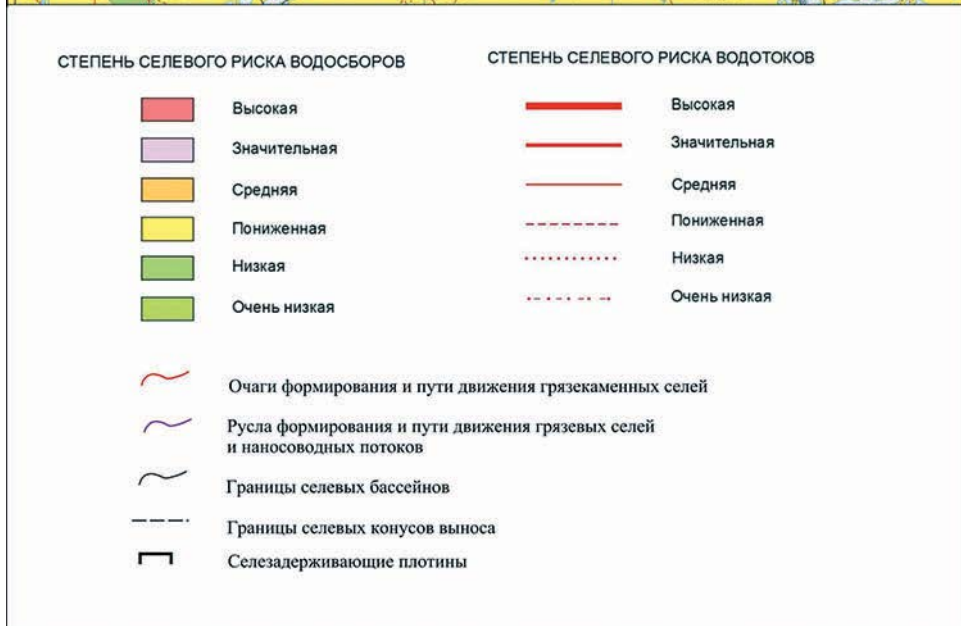 СТЕПЕНЬ СЕЛЕВОГО РИСКА ВОДОСБОРОВ
Высокая
Значительная
Средняя
Пониженная
Низкая
Очень низкая
СТЕПЕНЬ СЕЛЕВОГО РИСКА ВОДОТОКОВ
Высокая
Значительная
Средняя
Пониженная
Низкая
Очень низкая
Очаги формирования и пути движения грязекаменных селей
Русла формирования и пути движения грязевых селей
и наносоводных потоков
Границы селевых бассейнов
Границы селевых конусов выноса
Селезадерживающие плотины